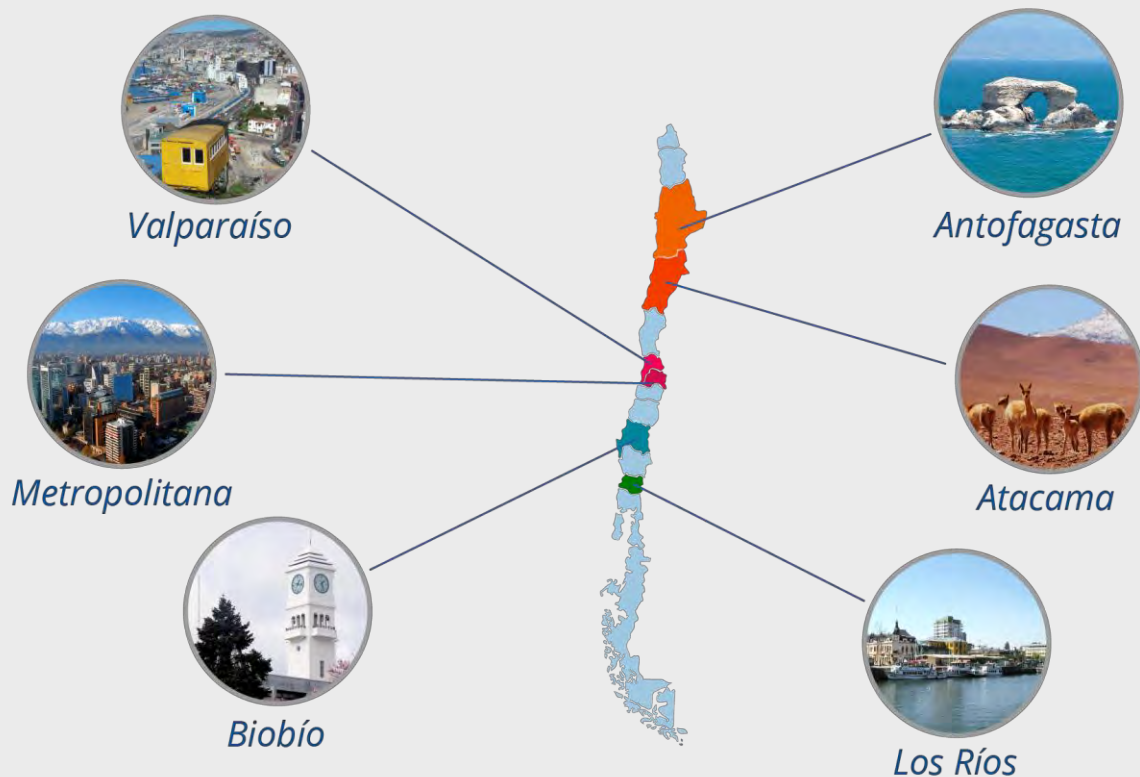 Valparaíso
Antofagasta
Metropolitana
Atacama
Biobío
Los Ríos